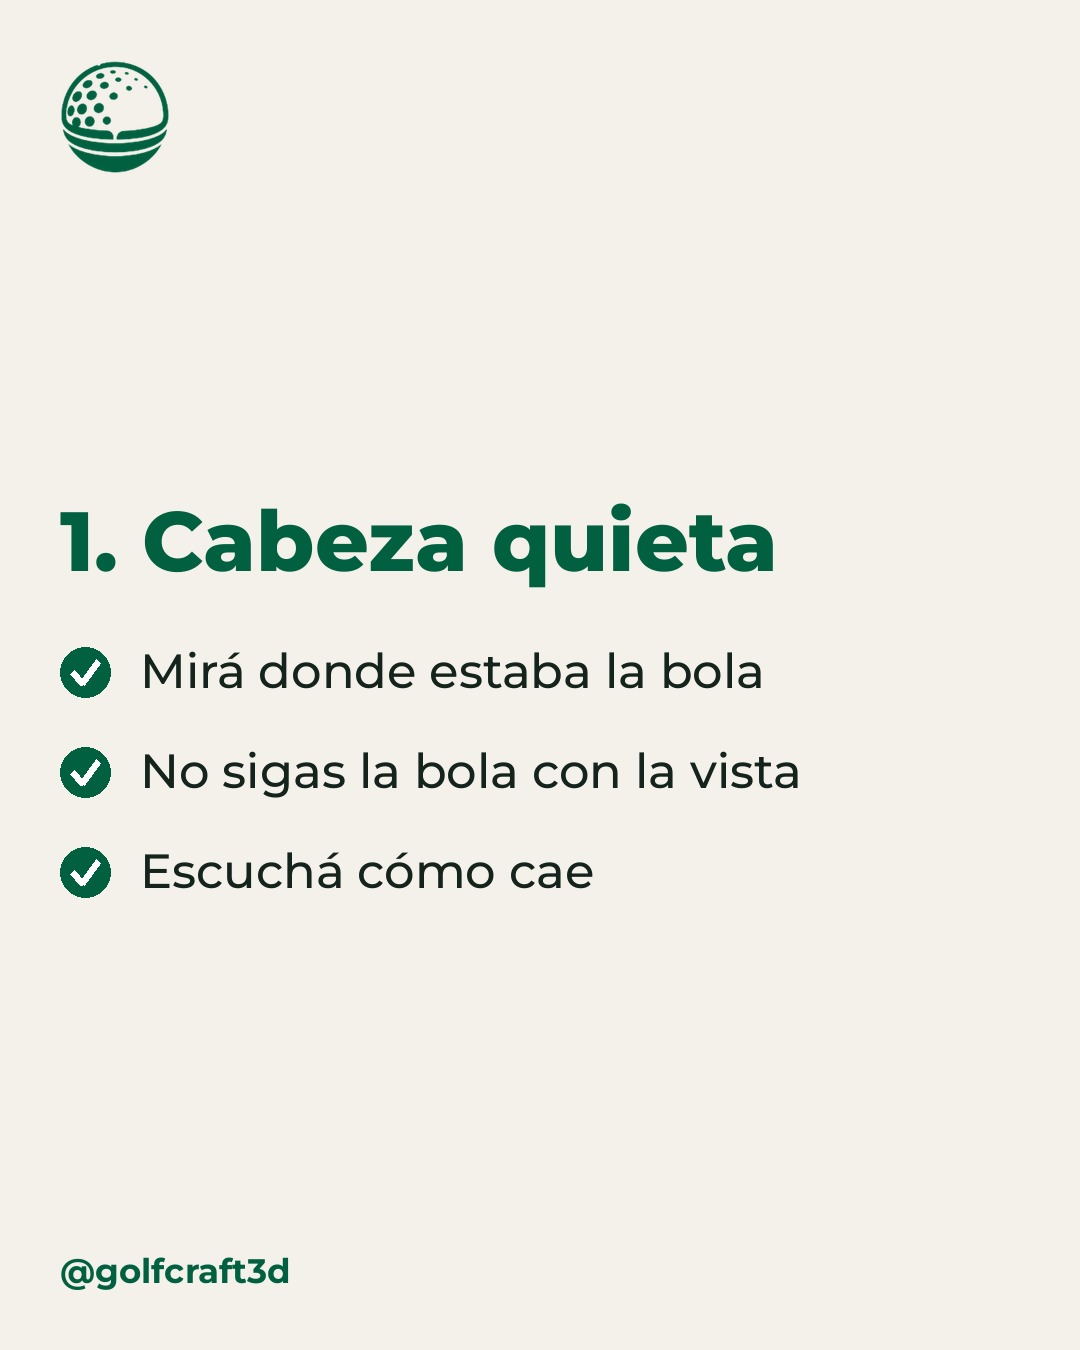 1. Cabeza quieta
Mirá donde estaba la bola
No sigas la bola con la vista
Escuchá cómo cae
@golfcraft3d